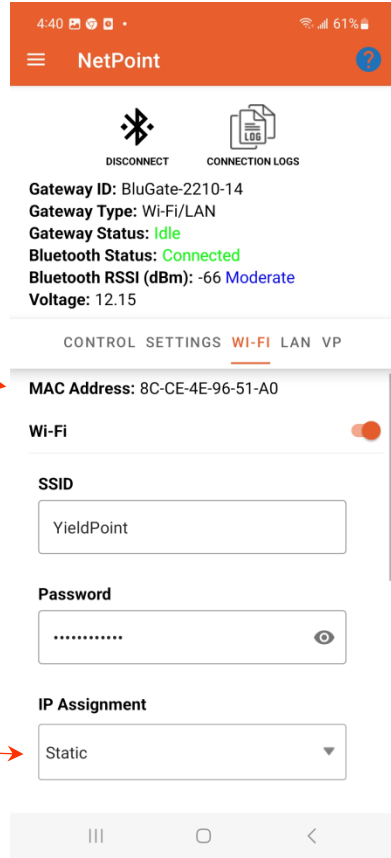 4:40
61%
NetPoint
?
DISCONNECT
LOG
CONNECTION LOGS
Gateway ID: BluGate-2210-14
Gateway Type: Wi-Fi/LAN
Gateway Status: Idle
Bluetooth Status: Connected
Bluetooth RSSI (dBm): -66 Moderate
Voltage: 12.15
CONTROL SETTINGS WI-FI LAN VP
MAC Address: 8C-CE-4E-96-51-A0
Wi-Fi
SSID
YieldPoint
Password
••••••••••••
IP Assignment
Static